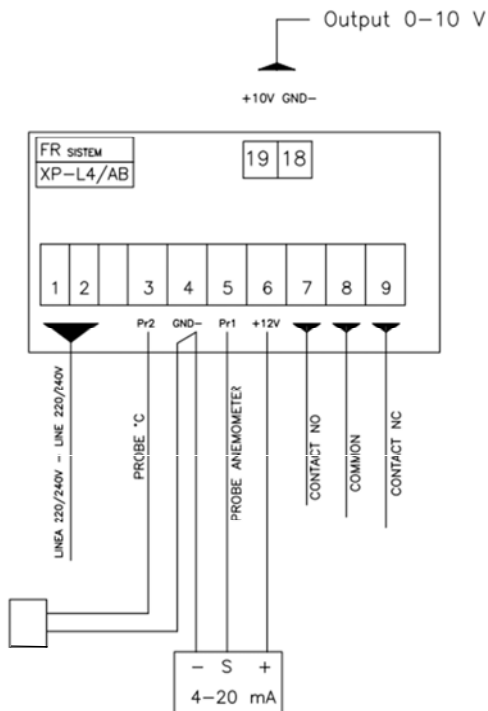 Output 0-10 V
+10V GND-
FR SISTEM
XP-L4/AB
19 18
1 2 3 4 5 6 7 8 9
Pr2 GND- Pr1 +12V
LINEA 220/240V - LINE 220/240V
PROBE °C
PROBE ANEMOMETER
CONTACT NO
COMMON
CONTACT NC
- S +
4-20 mA